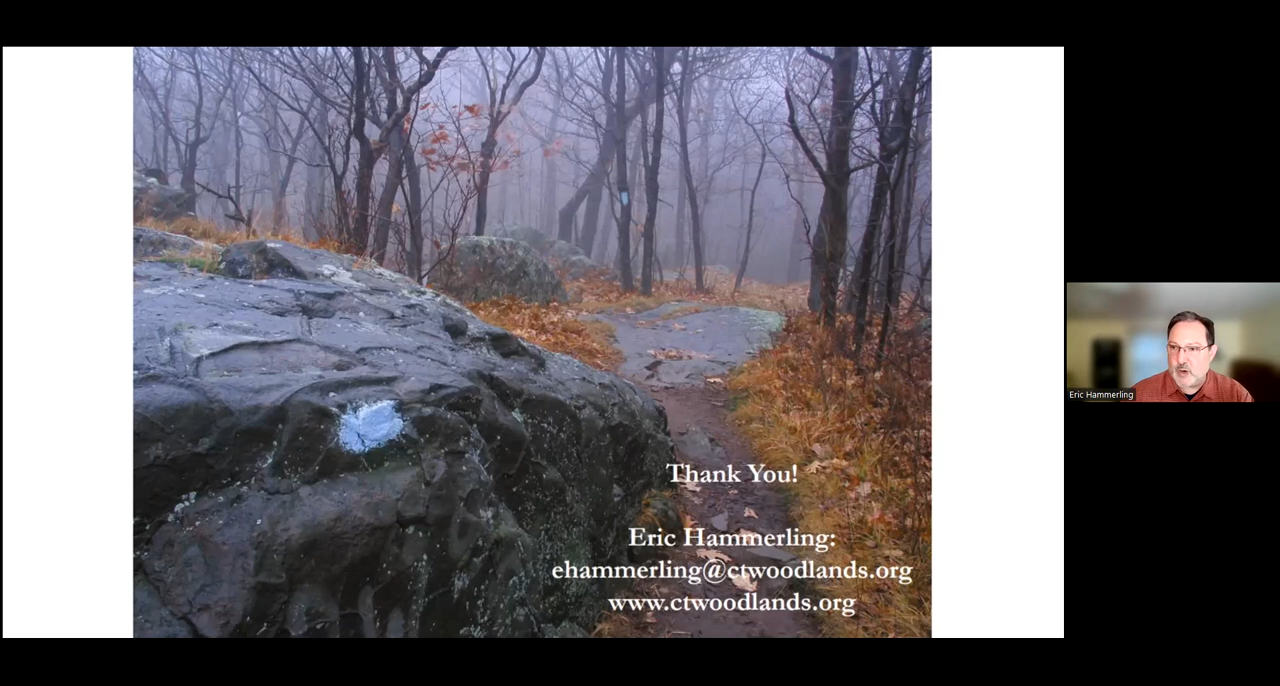 Thank You!
Eric Hammerling:
ehammerling@ctwoodlands.org
www.ctwoodlands.org
Eric Hammerling